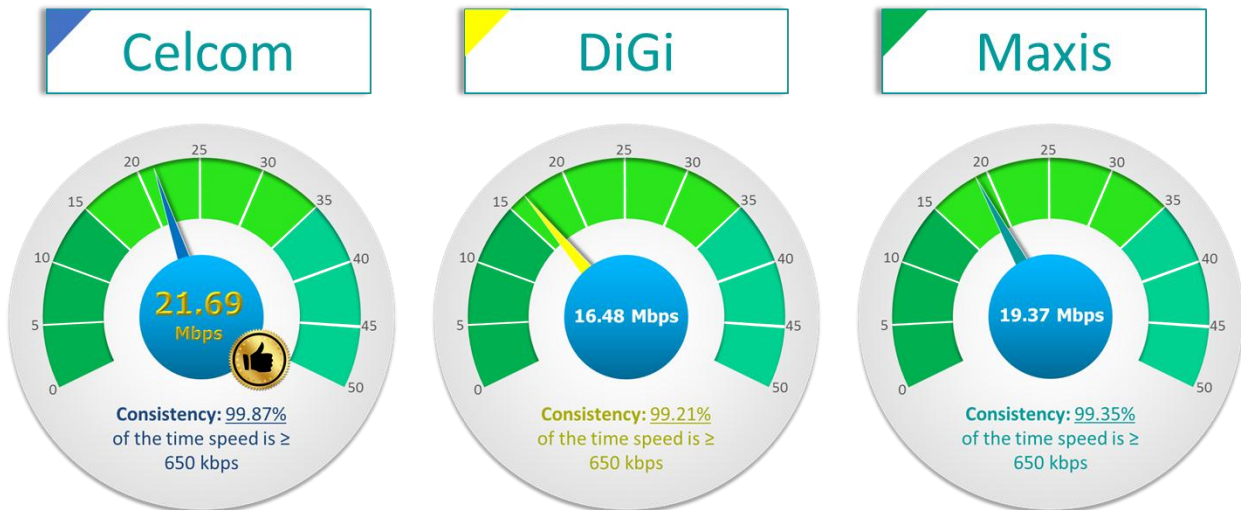 Celcom
DiGi
Maxis
0
5
10
15
20
25
30
35
40
45
50
21.69
Mbps
Consistency: 99.87%
of the time speed is ≥
650 kbps
0
5
10
15
20
25
30
35
40
45
50
16.48 Mbps
Consistency: 99.21%
of the time speed is ≥
650 kbps
0
5
10
15
20
25
30
35
40
45
50
19.37 Mbps
Consistency: 99.35%
of the time speed is ≥
650 kbps